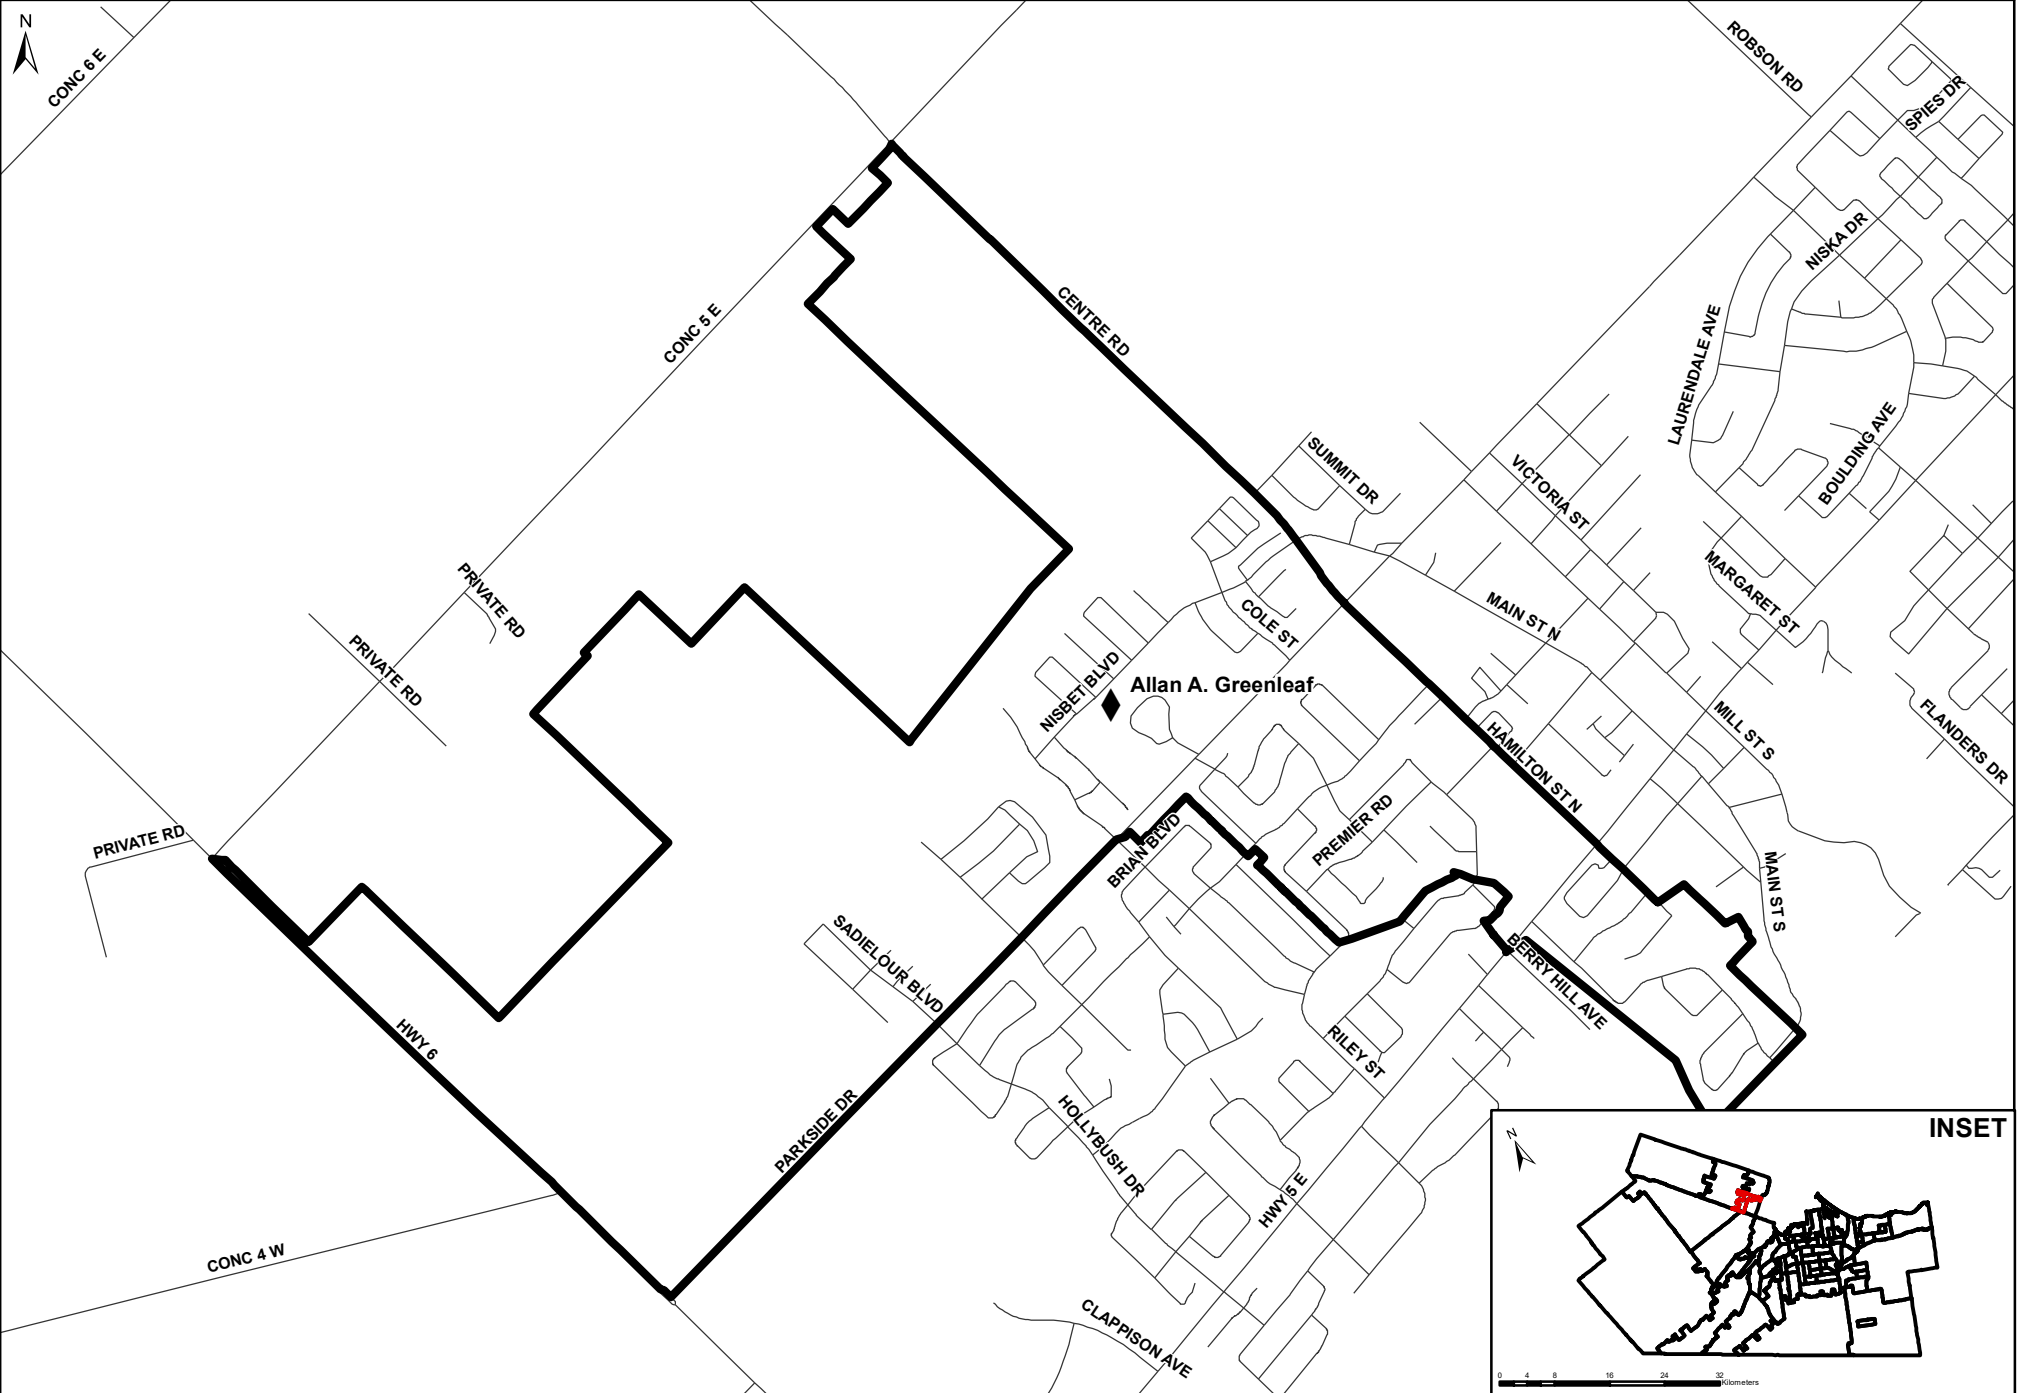 N
CONC 6 E
ROBSON RD
SPIES DR
NISKA DR
CENTRE RD
CONC 5 E
LAURENDALE AVE
BOULDING AVE
SUMMIT DR
VICTORIA ST
MARGARET ST
PRIVATE RD
PRIVATE RD
COLE ST
MAIN ST N
NISBET BLVD
Allan A. Greenleaf
MILL ST S
FLANDERS DR
HAMILTON ST N
PREMIER RD
BRIAN BLVD
PRIVATE RD
MAIN ST S
SADIELOUR BLVD
BERRY HILL AVE
HWY 6
RILEY ST
PARKSIDE DR
HOLLYBUSH DR
HWY 5 E
CONC 4 W
CLAPPISON AVE
INSET
N
0 4 8 16 24 32
Kilometers